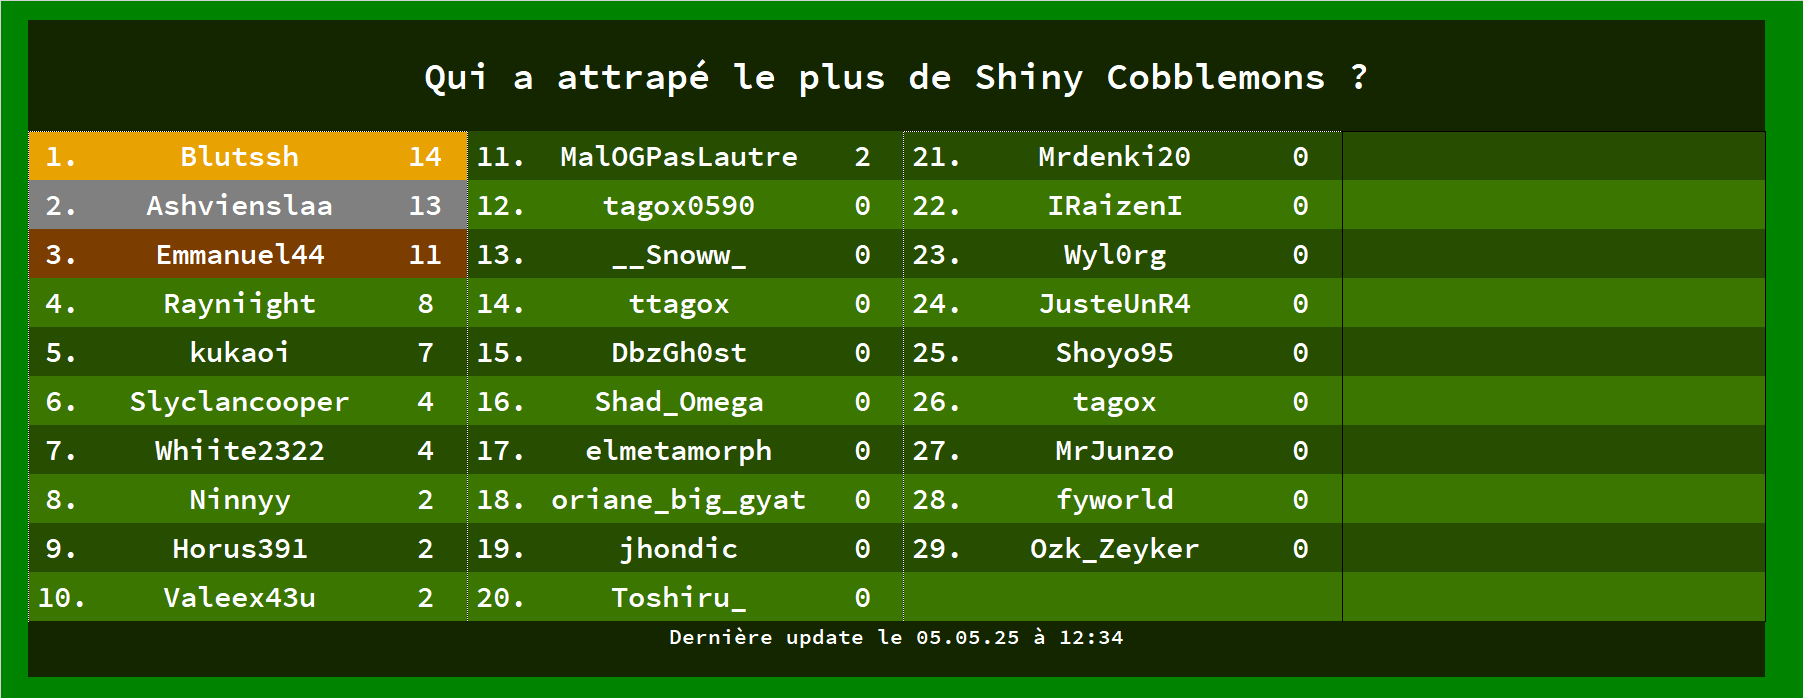 Qui a attrapé le plus de Shiny Cobblemons ?
1. Blutssh 14
2. Ashvienslaa 13
3. Emmanuel44 11
4. Rayniight 8
5. kukaoi 7
6. Slyclancooper 4
7. Whiite2322 4
8. Ninnyy 2
9. Horus391 2
10. Valeex43u 2
11. MalOGPasLautre 2
12. tagox0590 0
13. __Snoww_ 0
14. ttagox 0
15. DbzGh0st 0
16. Shad_Omega 0
17. elmetamorph 0
18. oriane_big_gyat 0
19. jhondic 0
20. Toshiru_ 0
21. Mrdenki20 0
22. IRaizenI 0
23. Wyl0rg 0
24. JusteUnR4 0
25. Shoyo95 0
26. tagox 0
27. MrJunzo 0
28. fyworld 0
29. Ozk_Zeyker 0
Dernière update le 05.05.25 à 12:34